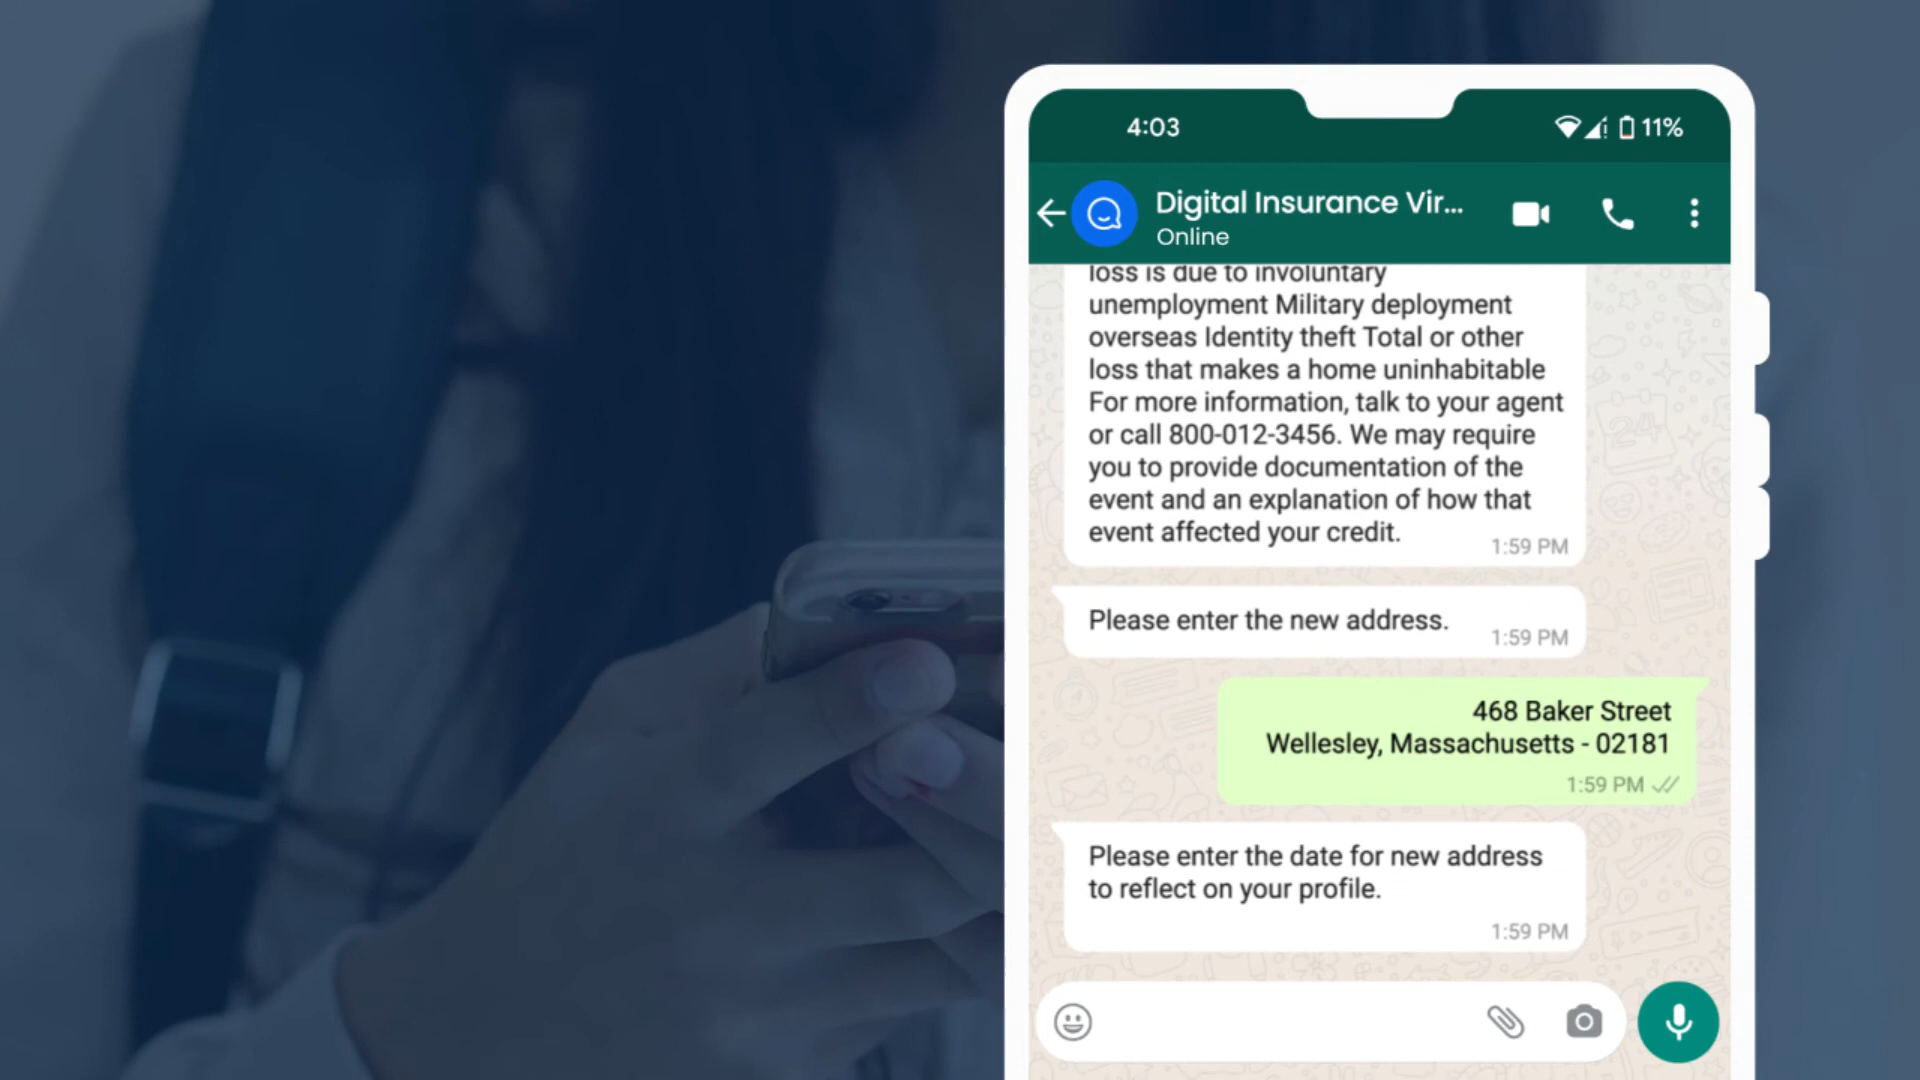 4:03
11%
Digital Insurance Vir...
Online
loss is due to involuntary
unemployment Military deployment
overseas Identity theft Total or other
loss that makes a home uninhabitable
For more information, talk to your agent
or call 800-012-3456. We may require
you to provide documentation of the
event and an explanation of how that
event affected your credit.
1:59 PM
Please enter the new address.
1:59 PM
468 Baker Street
Wellesley, Massachusetts - 02181
1:59 PM
Please enter the date for new address
to reflect on your profile.
1:59 PM